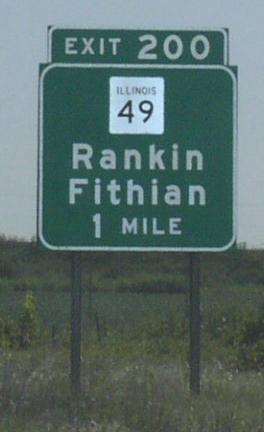 EXIT 200
ILLINOIS
49
Rankin
Fithian
1 MILE